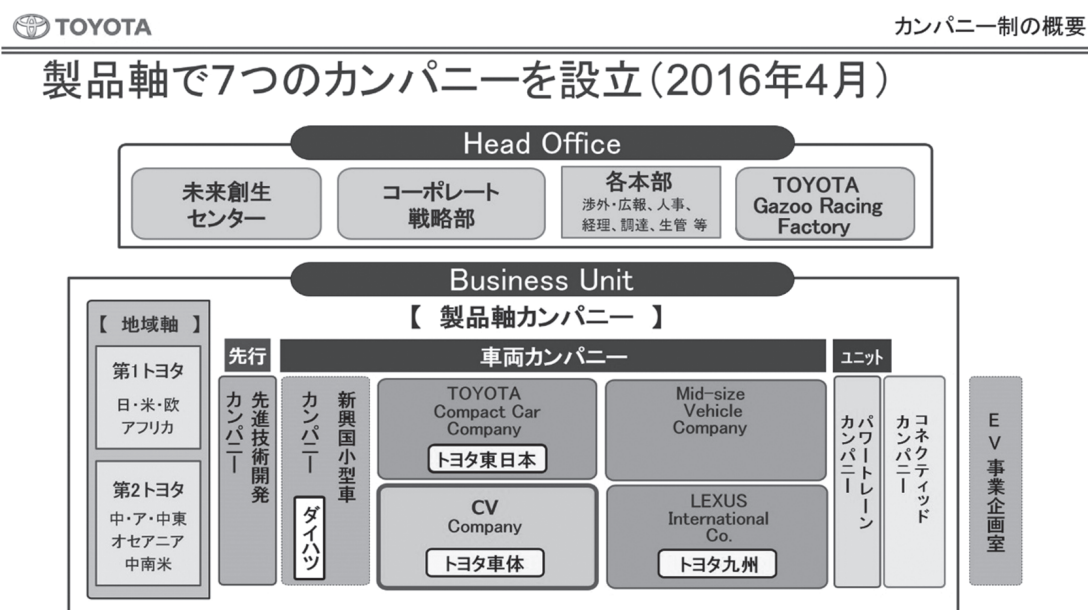 TOYOTA
カンパニー制の概要
製品軸で7つのカンパニーを設立(2016年4月)
Head Office
未来創生
センター
コーポレート
戦略部
各本部
渉外・広報、人事、
経理、調達、生管 等
TOYOTA
Gazoo Racing
Factory
Business Unit
【 製品軸カンパニー 】
【 地域軸 】
第1トヨタ
日・米・欧
アフリカ
第2トヨタ
中・ア・中東
オセアニア
中南米
先行
先進技術開発
カンパニー
車両カンパニー
新興国小型車
カンパニー
ダイハツ
TOYOTA
Compact Car
Company
トヨタ東日本
Mid-size
Vehicle
Company
CV
Company
トヨタ車体
LEXUS
International
Co.
トヨタ九州
ユニット
パワートレーン
カンパニー
コネクティッド
カンパニー
EV事業企画室